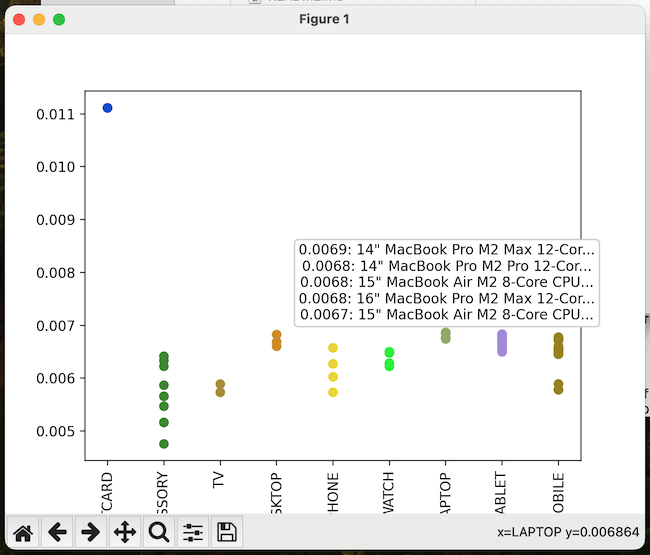 Figure 1
0.011
0.010
0.009
0.008
0.007
0.006
0.005
0.0069: 14" MacBook Pro M2 Max 12-Cor...
0.0068: 14" MacBook Pro M2 Pro 12-Cor...
0.0068: 15" MacBook Air M2 8-Core CPU...
0.0068: 16" MacBook Pro M2 Max 12-Cor...
0.0067: 15" MacBook Air M2 8-Core CPU...
TCARD
SSORY
TV
SKTOP
PHONE
WATCH
APTOP
ABLET
OBILE
x=LAPTOP y=0.006864